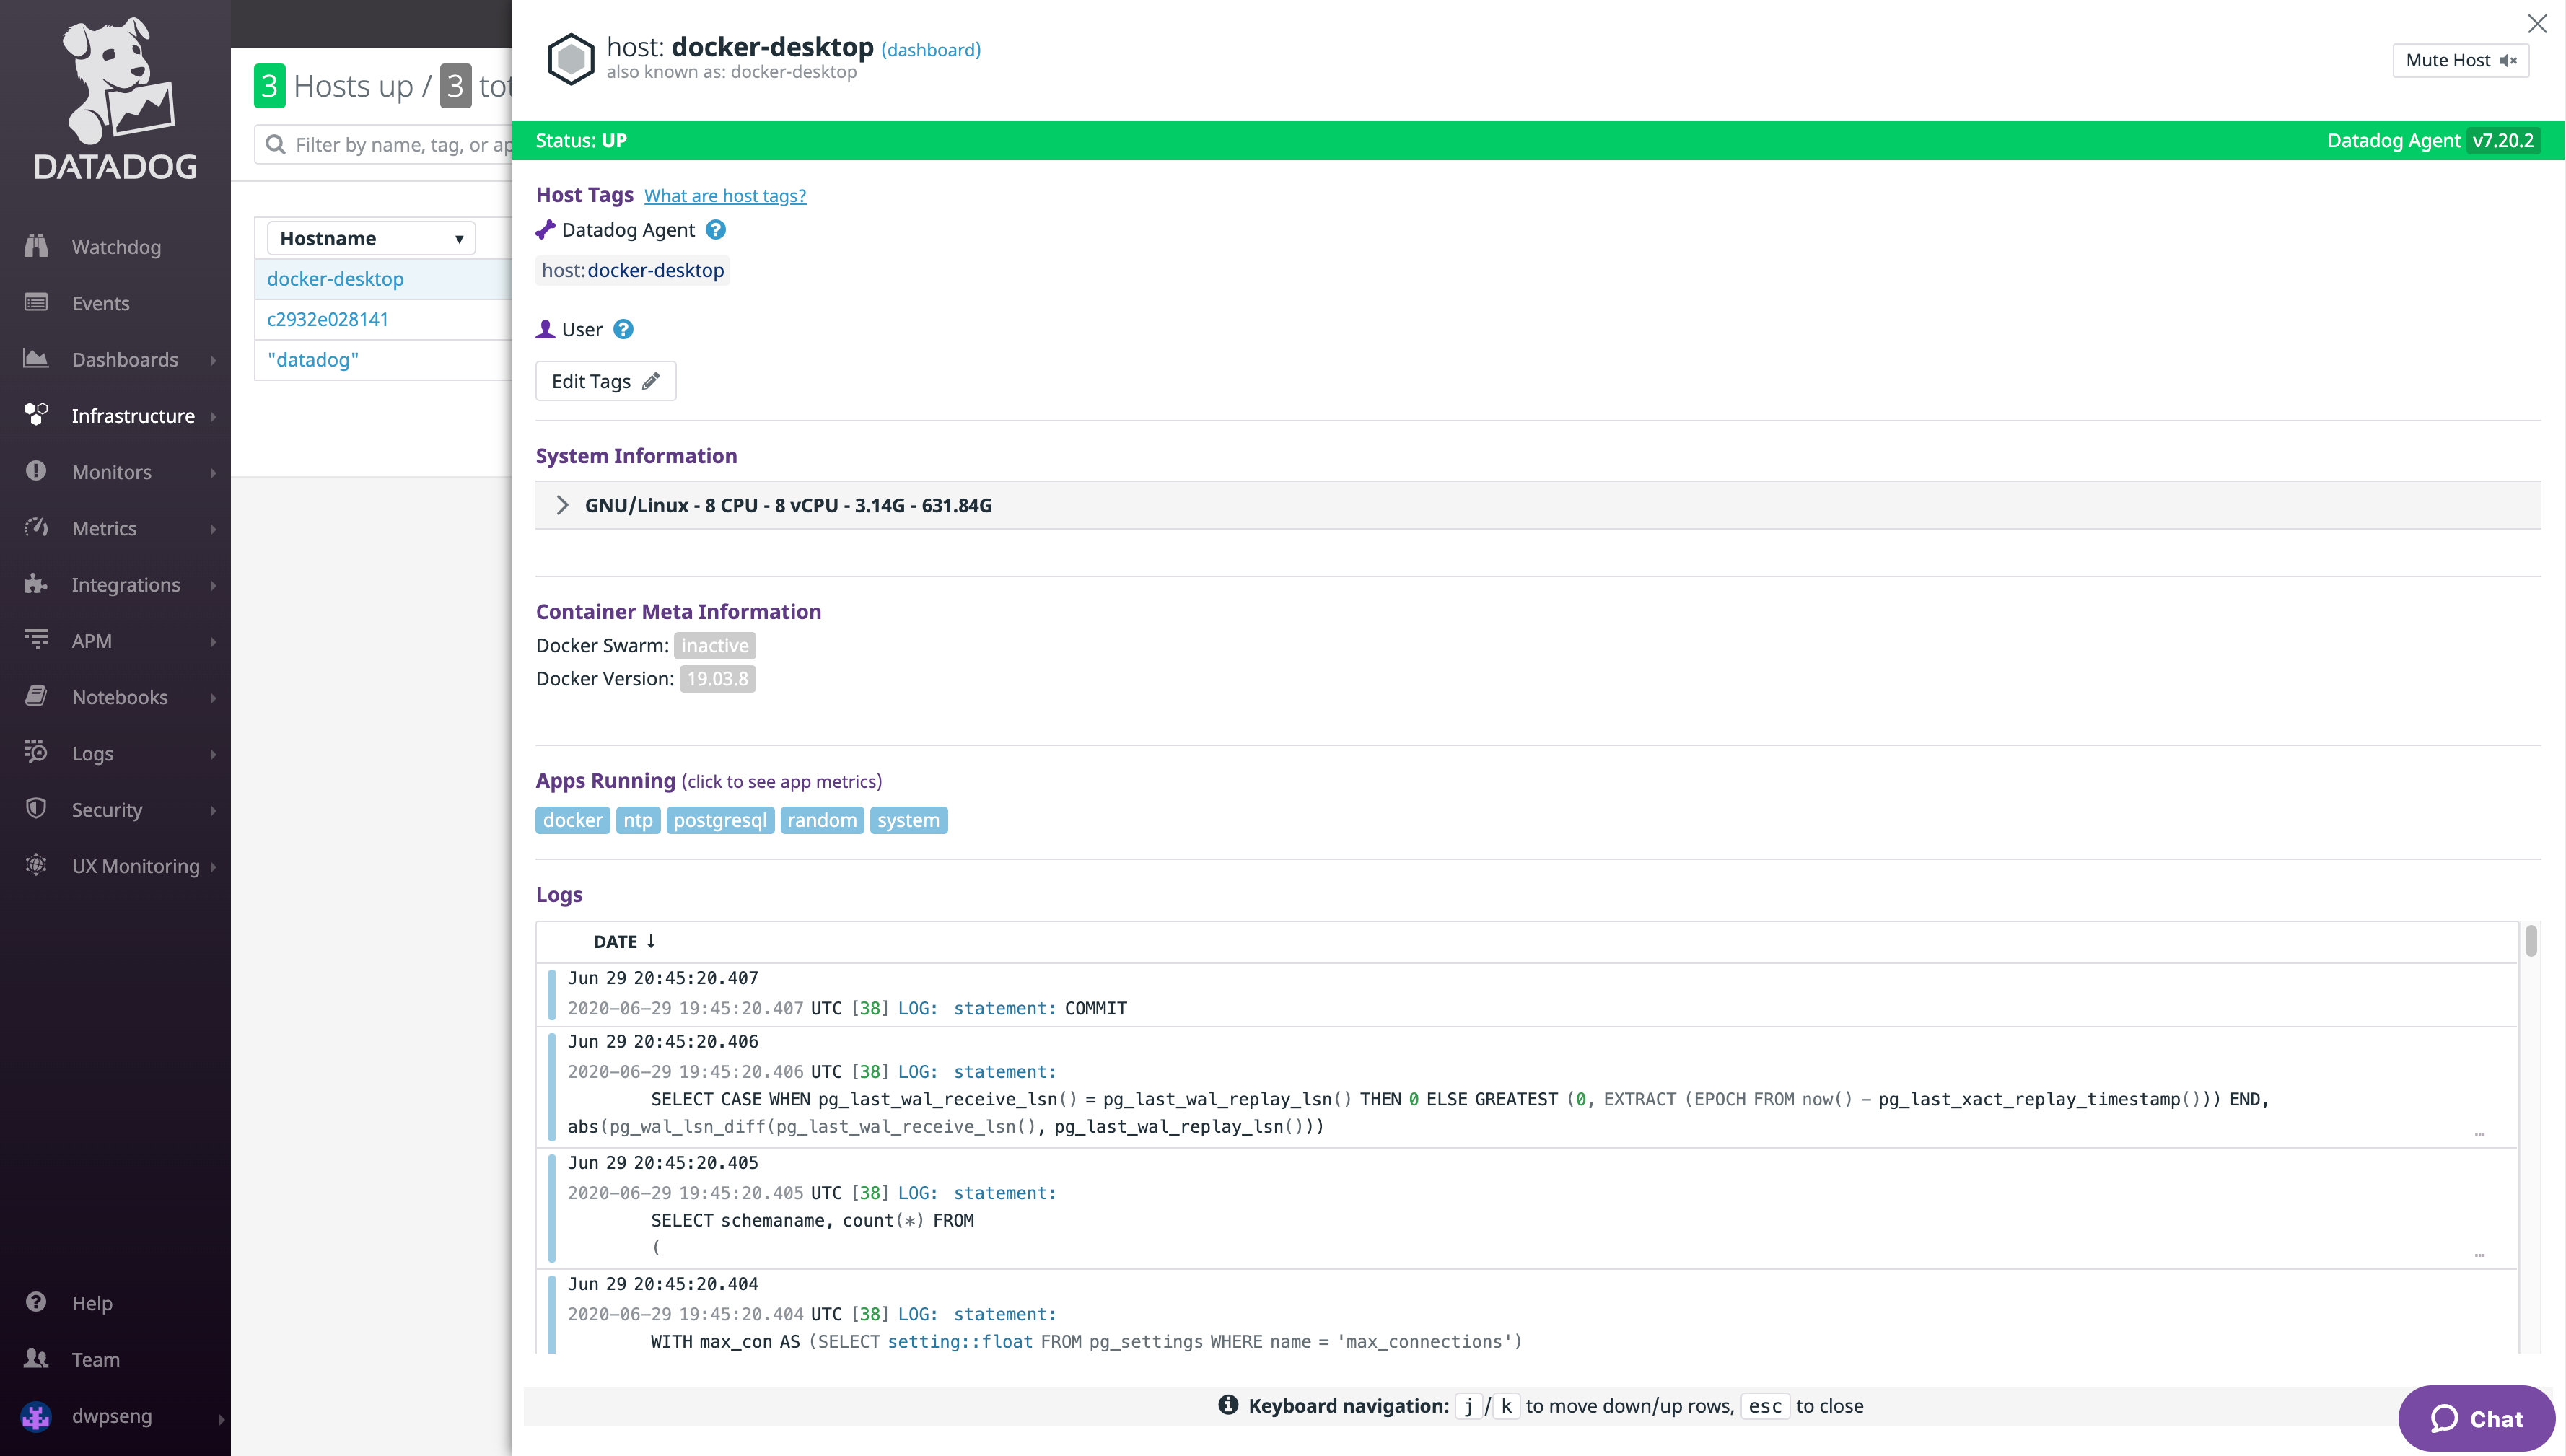 DATADOG
Watchdog
Events
Dashboards
Infrastructure
Monitors
Metrics
Integrations
APM
Notebooks
Logs
Security
UX Monitoring
Help
Team
dwpseng
3 Hosts up / 3 tot
Filter by name, tag, or ap
Hostname
docker-desktop
c2932e028141
"datadog"
host: docker-desktop (dashboard)
also known as: docker-desktop
Mute Host
Status: UP
Datadog Agent v7.20.2
Host Tags What are host tags?
Datadog Agent ?
host:docker-desktop
User ?
Edit Tags
System Information
GNU/Linux - 8 CPU - 8 vCPU - 3.14G - 631.84G
Container Meta Information
Docker Swarm: inactive
Docker Version: 19.03.8
Apps Running (click to see app metrics)
docker ntp postgresql random system
Logs
DATE ↓
Jun 29 20:45:20.407
2020-06-29 19:45:20.407 UTC [38] LOG: statement: COMMIT
Jun 29 20:45:20.406
2020-06-29 19:45:20.406 UTC [38] LOG: statement:
SELECT CASE WHEN pg_last_wal_receive_lsn() = pg_last_wal_replay_lsn() THEN 0 ELSE GREATEST (0, EXTRACT (EPOCH FROM now() - pg_last_xact_replay_timestamp())) END,
abs(pg_wal_lsn_diff(pg_last_wal_receive_lsn(), pg_last_wal_replay_lsn()))
…
Jun 29 20:45:20.405
2020-06-29 19:45:20.405 UTC [38] LOG: statement:
SELECT schemaname, count(*) FROM
(
…
Jun 29 20:45:20.404
2020-06-29 19:45:20.404 UTC [38] LOG: statement:
WITH max_con AS (SELECT setting::float FROM pg_settings WHERE name = 'max_connections')
Keyboard navigation: j / k to move down/up rows, esc to close
Chat